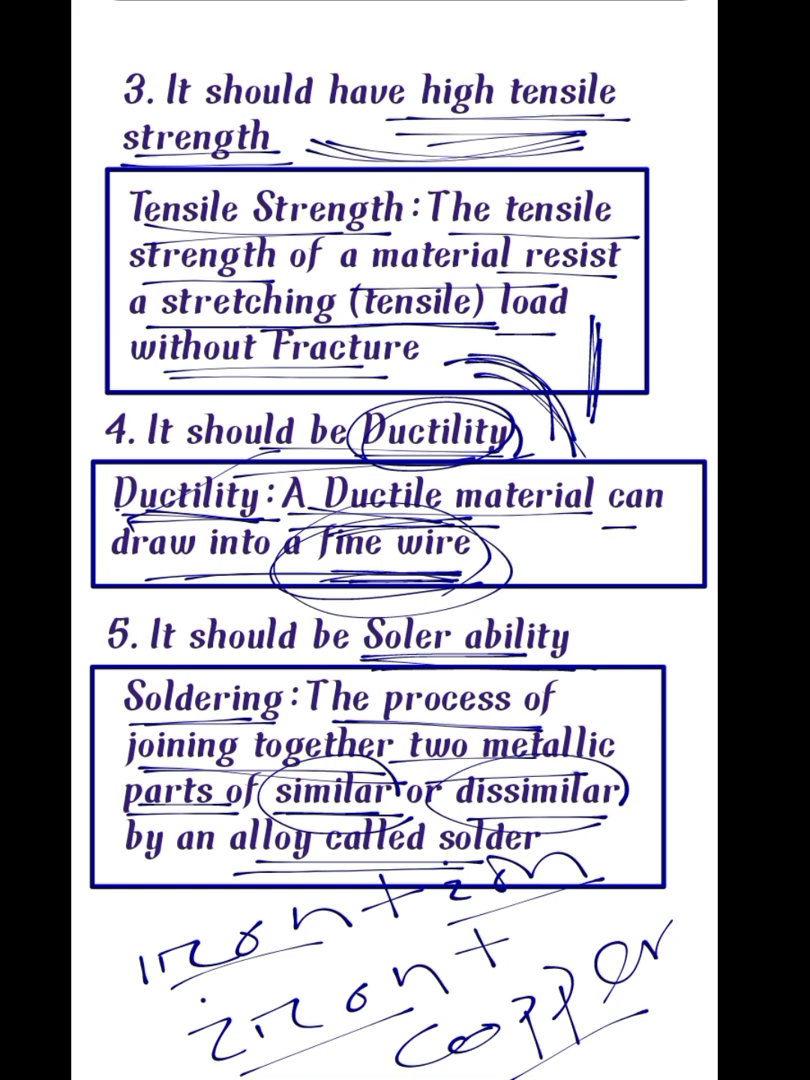 3. It should have high tensile
strength
Tensile Strength: The tensile
strength of a material resist
a stretching (tensile) load
without Fracture
4. It should be Ductility
Ductility: A Ductile material can
draw into a fine wire
5. It should be Soler ability
Soldering: The process of
joining together two metallic
parts of similar or dissimilar
by an alloy called solder
iron +
iron +
copper